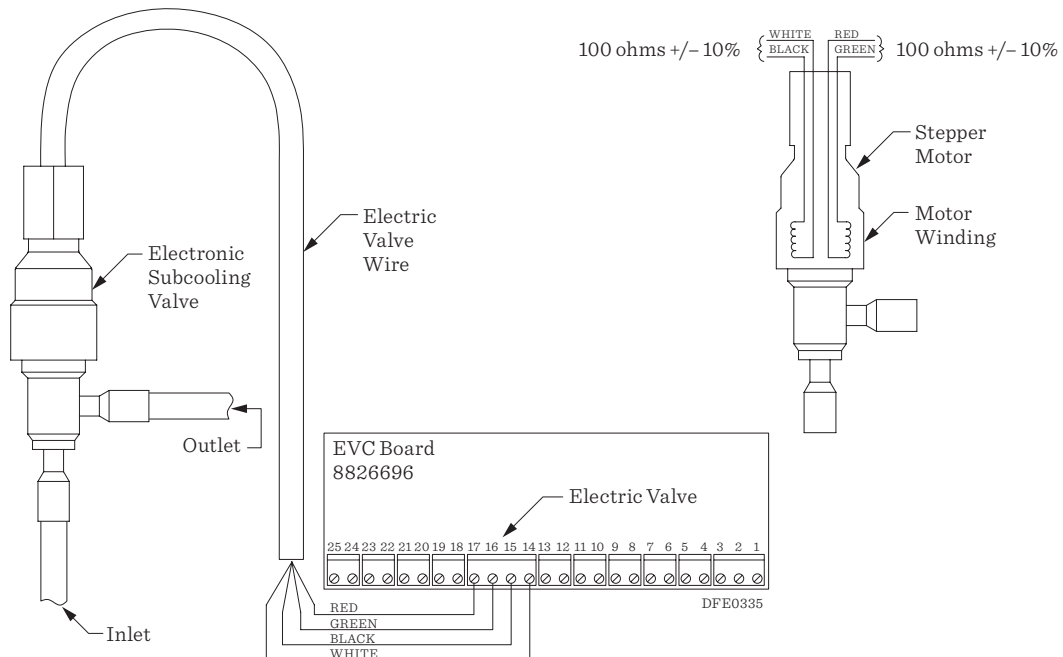 100 ohms +/– 10%
WHITE
BLACK
RED
GREEN
100 ohms +/– 10%
Stepper
Motor
Motor
Winding
Electric
Valve
Wire
Electronic
Subcooling
Valve
Outlet
Inlet
EVC Board
8826696
Electric Valve
25 24 23 22 21 20 19 18 17 16 15 14 13 12 11 10 9 8 7 6 5 4 3 2 1
DFE0335
RED
GREEN
BLACK
WHITE